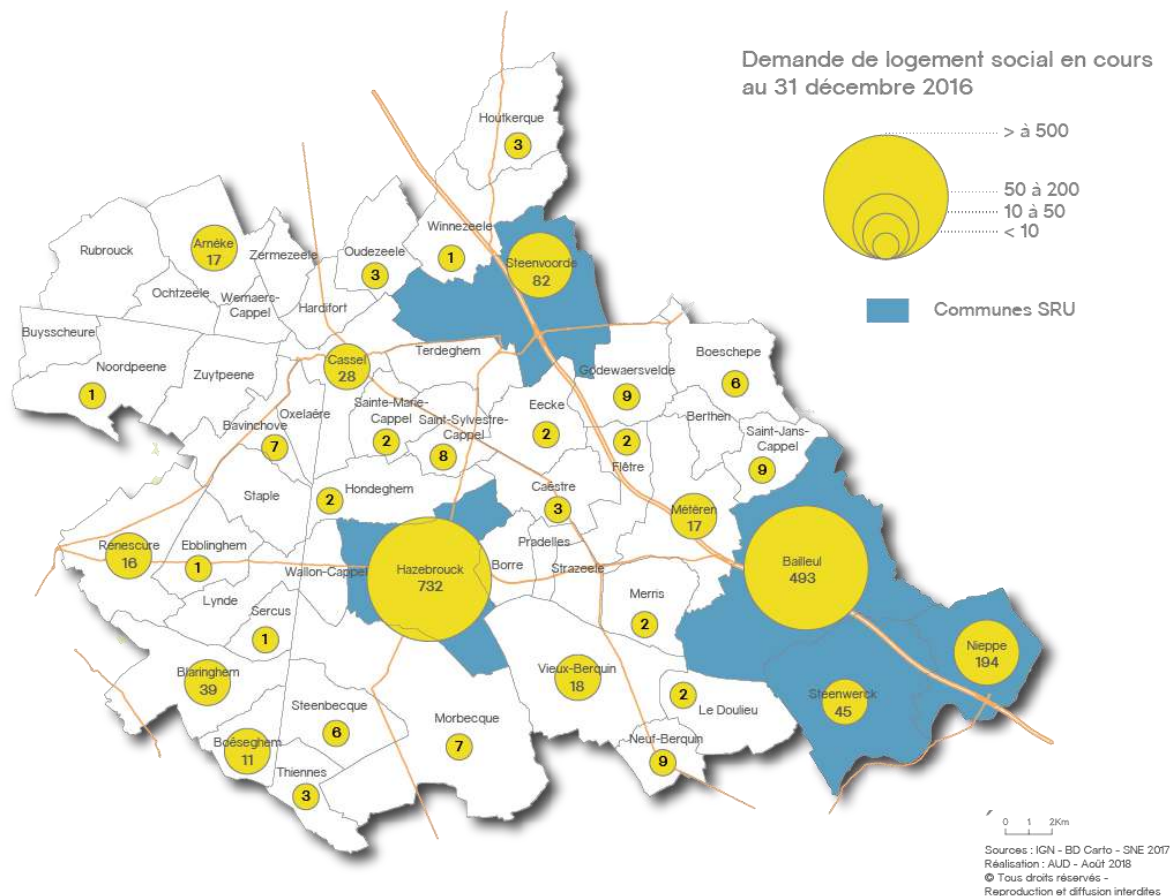 Demande de logement social en cours
au 31 décembre 2016
> à 500
50 à 200
10 à 50
< 10
Communes SRU
Houtkerque
3
Winnezeele
1
Steenvoorde
82
Oudezeele
3
Arnéke
17
Rubrouck
Zermezeele
Ochtzeele
Wemaers-
Cappel
Hardifort
Buysscheure
Noordpeene
1
Zuytpeene
Cassel
28
Terdeghem
Oxelaëre
Bavinchove
7
Sainte-Marie-
Cappel
2
Saint-Sylvestre-
Cappel
8
Eecke
2
Godewaersvelde
9
Boeschepe
6
Berthen
Saint-Jans-
Cappel
9
2
Flêtre
Staple
Hondeghem
2
Caëstre
3
Météren
17
Renescure
16
Ebblinghem
1
Wallon-Cappel
Hazebrouck
732
Borre
Pradelles
Strazeele
Bailleul
493
Lynde
Sercus
1
Merris
2
Nieppe
194
Blaringhem
39
Vieux-Berquin
18
Steenwerck
45
2
Le Doulieu
Steenbecque
6
Morbecque
7
Neuf-Berquin
9
Boëseghem
11
Thiennes
3
0 1 2Km
Sources : IGN - BD Carto - SNE 2017
Réalisation : AUD - Août 2018
© Tous droits réservés -
Reproduction et diffusion interdites